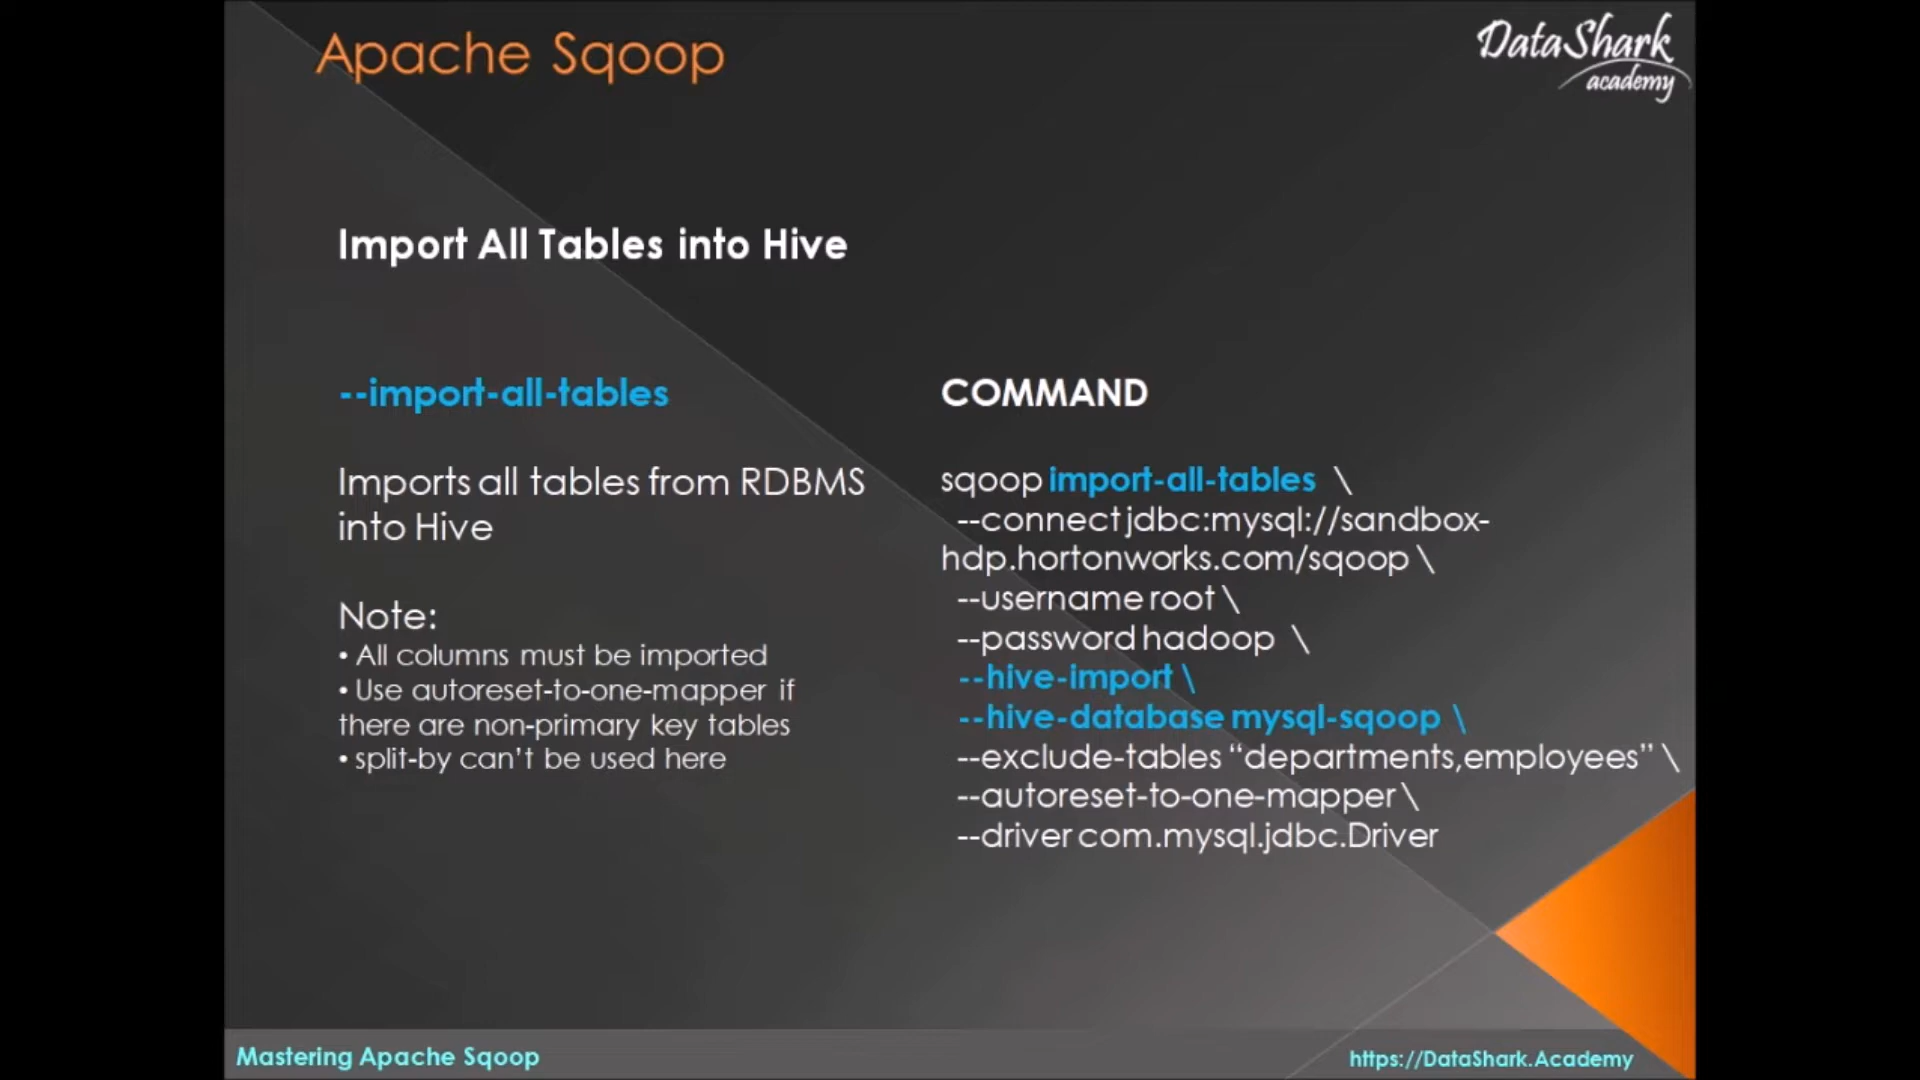 Apache Sqoop
DataShark
academy
Import All Tables into Hive
--import-all-tables
Imports all tables from RDBMS
into Hive
Note:
• All columns must be imported
• Use autoreset-to-one-mapper if
there are non-primary key tables
• split-by can't be used here
COMMAND
sqoop import-all-tables \
--connect jdbc:mysql://sandbox-
hdp.hortonworks.com/sqoop \
--username root \
--password hadoop \
--hive-import \
--hive-database mysql-sqoop \
--exclude-tables “departments,employees” \
--autoreset-to-one-mapper \
--driver com.mysql.jdbc.Driver
Mastering Apache Sqoop
https://DataShark.Academy